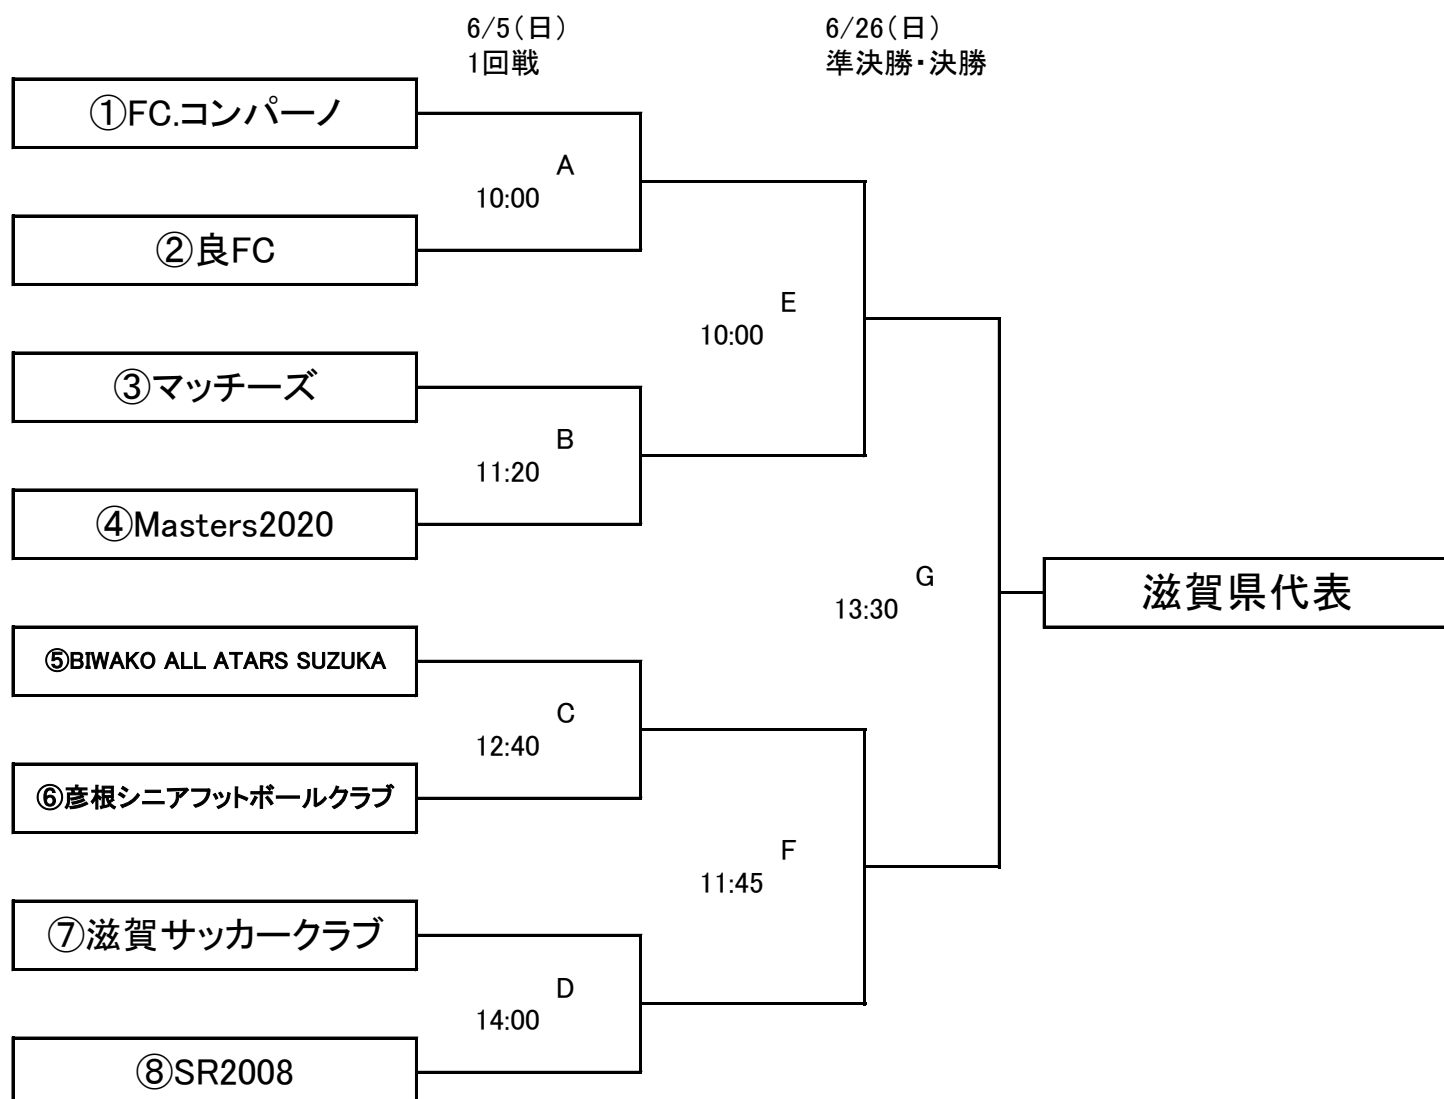 6/5(日)
1回戦
6/26(日)
準決勝・決勝
①FC.コンパーノ
A
10:00
②良FC
E
10:00
③マッチーズ
B
11:20
④Masters2020
G
13:30
滋賀県代表
⑤BIWAKO ALL ATARS SUZUKA
C
12:40
⑥彦根シニアフットボールクラブ
F
11:45
⑦滋賀サッカークラブ
D
14:00
⑧SR2008